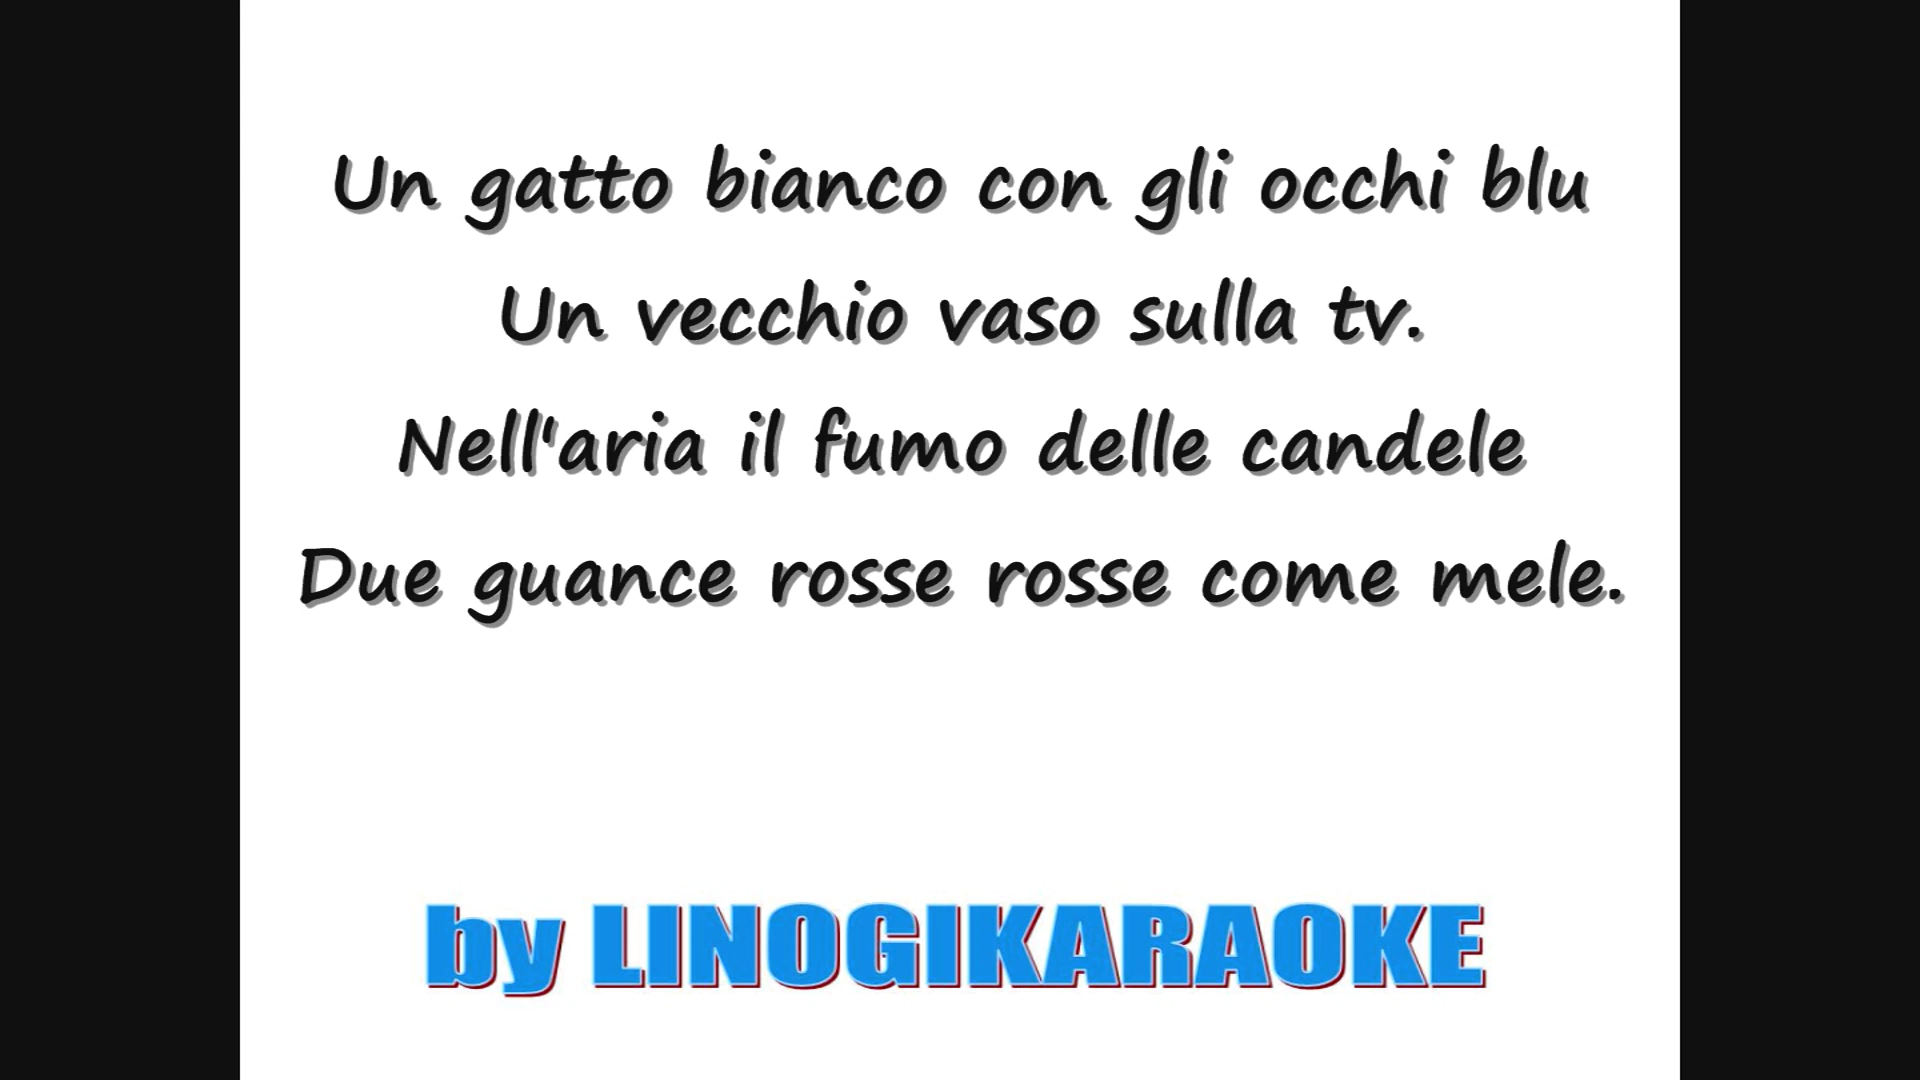 Un gatto bianco con gli occhi blu
Un vecchio vaso sulla tv.
Nell'aria il fumo delle candele
Due guance rosse rosse come mele.
by LINOGIKARAOKE